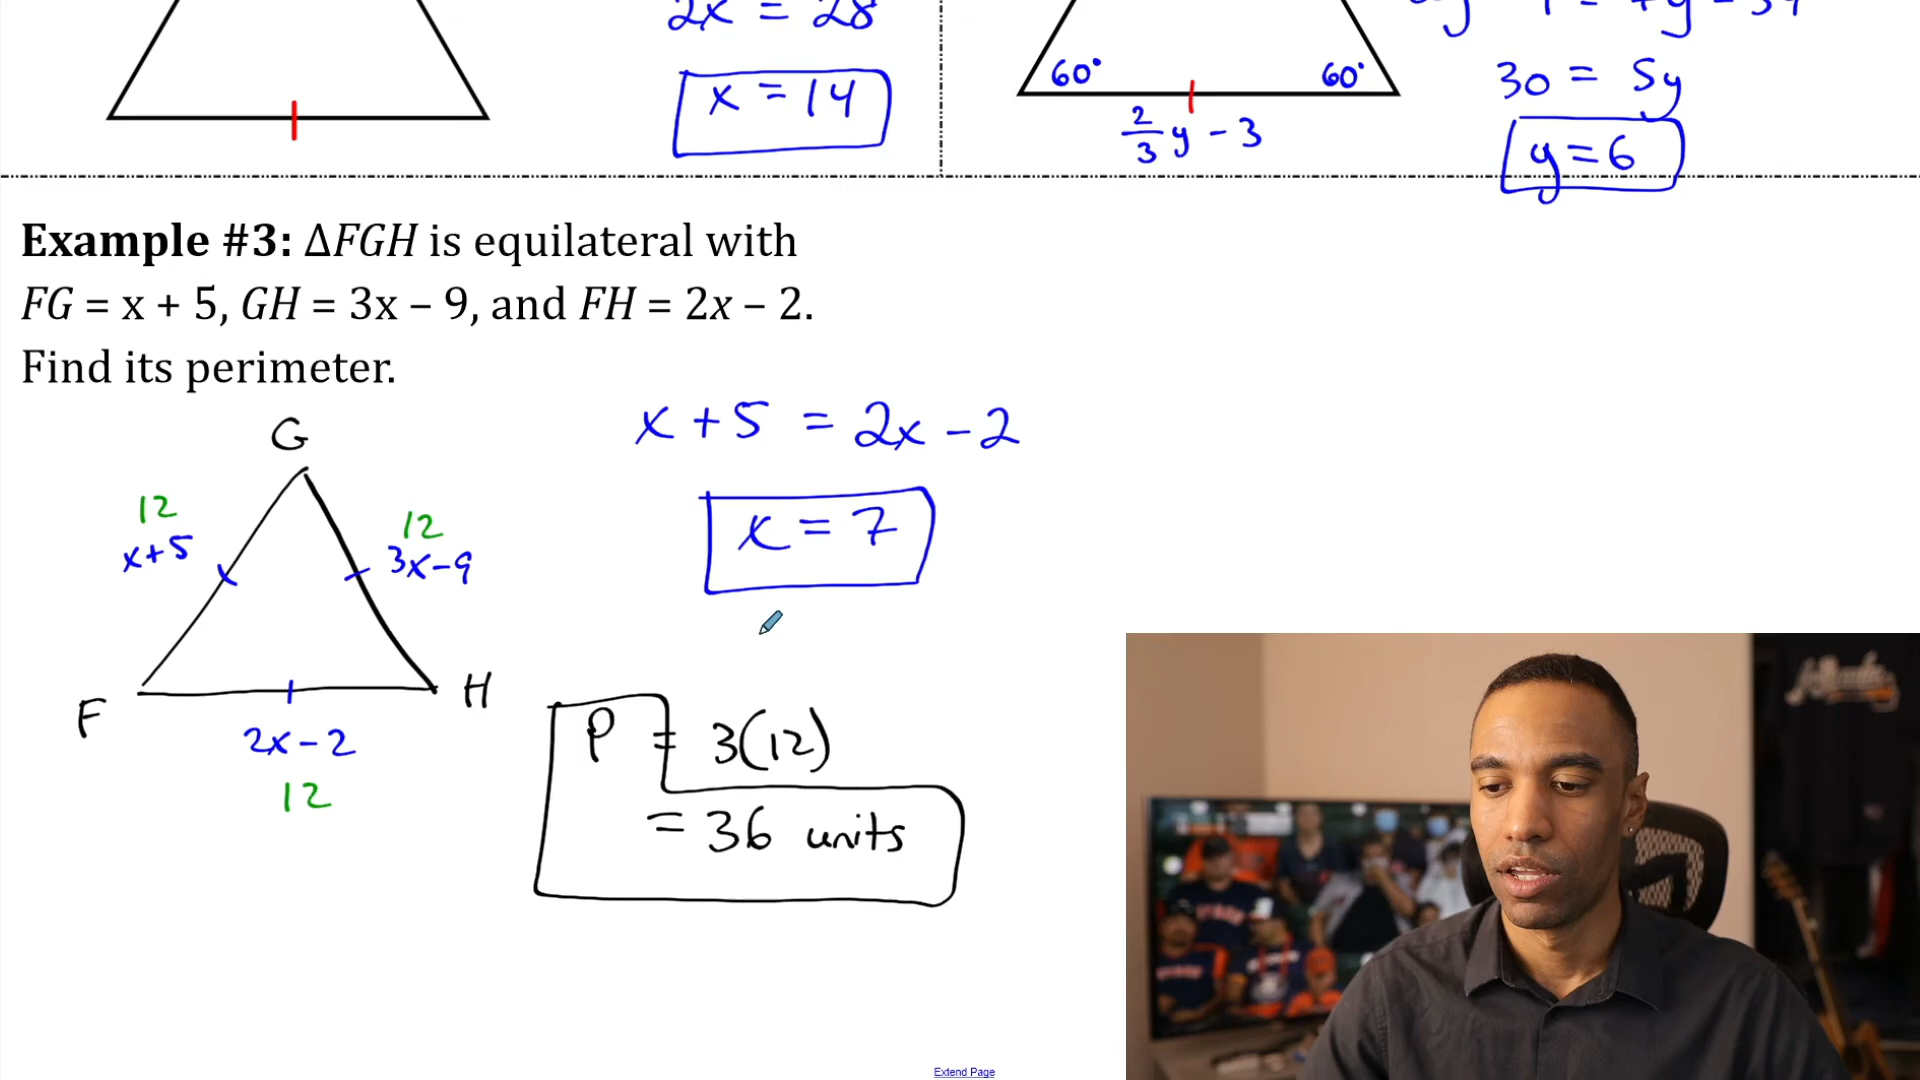 2x = 28
x = 14
60°
60°
2/3 y - 3
30 = 5y
y = 6
Example #3: ΔFGH is equilateral with
FG = x + 5, GH = 3x – 9, and FH = 2x – 2.
Find its perimeter.
x + 5 = 2x - 2
x = 7
G
12
x+5
12
3x-9
F
H
2x-2
12
P = 3(12)
= 36 units
Extend Page